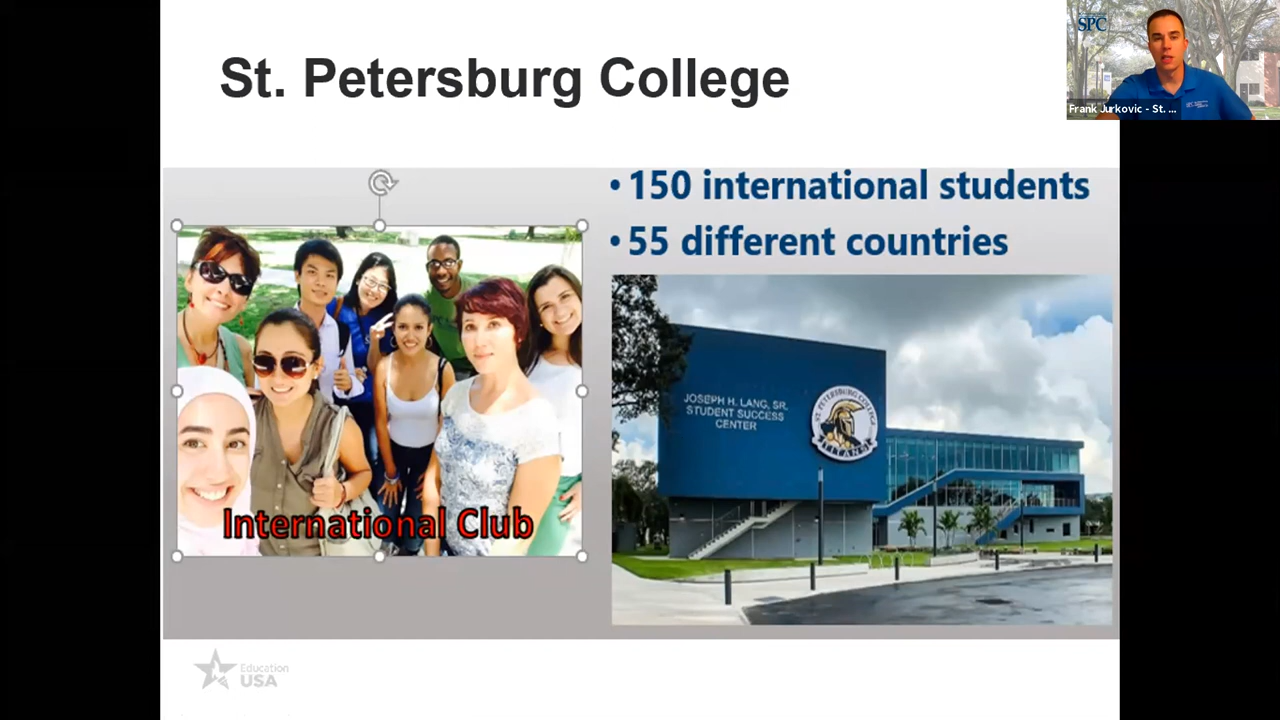 St. Petersburg College
SPC
Frank Jurkovic - St. ...
• 150 international students
• 55 different countries
International Club
JOSEPH H. LANG, SR.
STUDENT SUCCESS
CENTER
ST. PETERSBURG COLLEGE
TITANS
Education
USA